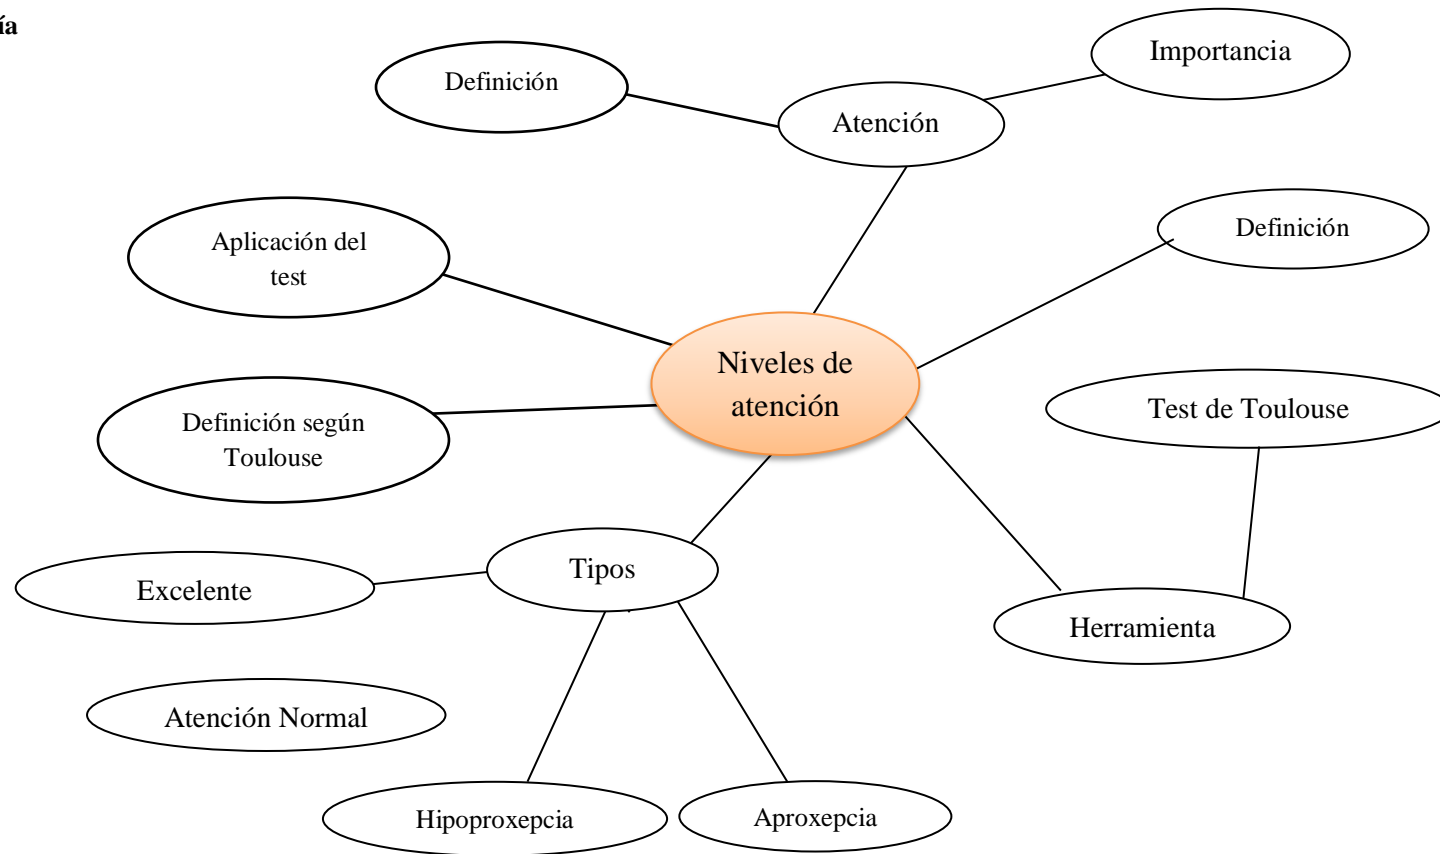 ía
Importancia
Definición
Atención
Definición
Aplicación del
test
Niveles de
atención
Test de Toulouse
Definición según
Toulouse
Tipos
Excelente
Herramienta
Atención Normal
Hipoproxepcia
Aproxepcia